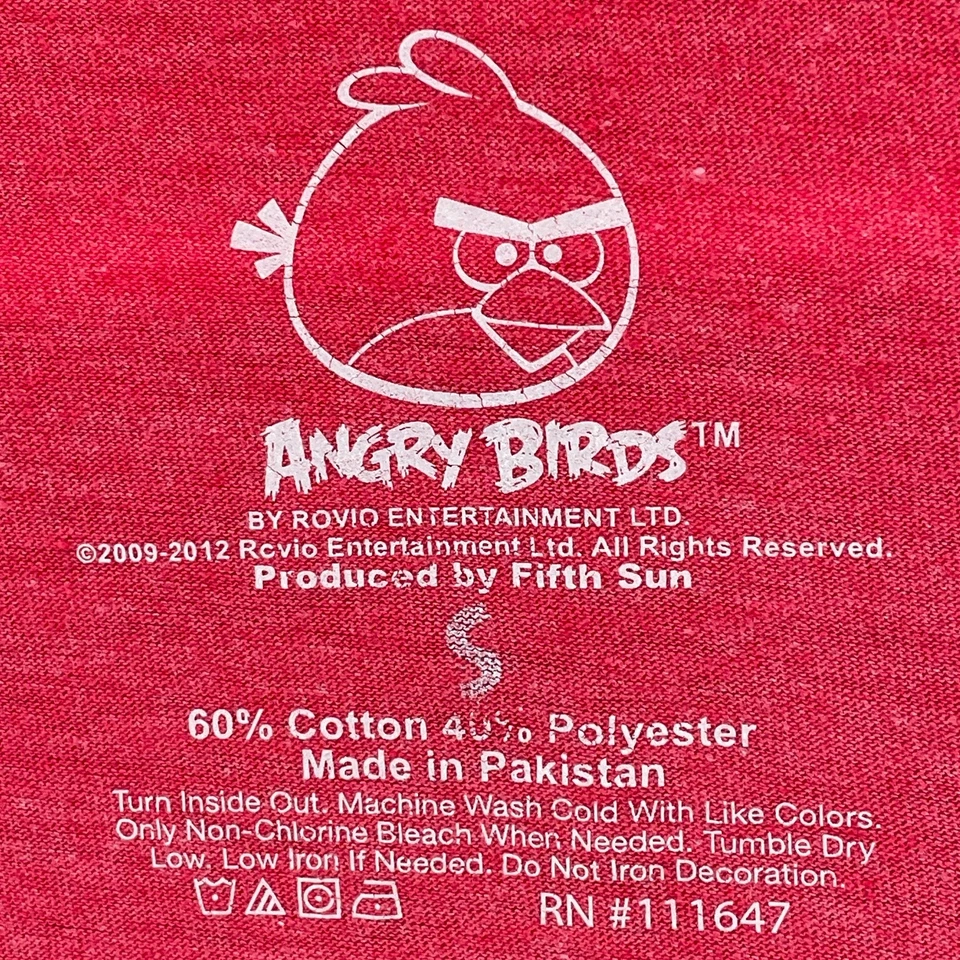 ANGRY BIRDS™
BY ROVIO ENTERTAINMENT LTD.
©2009-2012 Rovio Entertainment Ltd. All Rights Reserved.
Produced by Fifth Sun
S
60% Cotton 40% Polyester
Made in Pakistan
Turn Inside Out. Machine Wash Cold With Like Colors.
Only Non-Chlorine Bleach When Needed. Tumble Dry
Low. Low Iron If Needed. Do Not Iron Decoration.
RN #111647